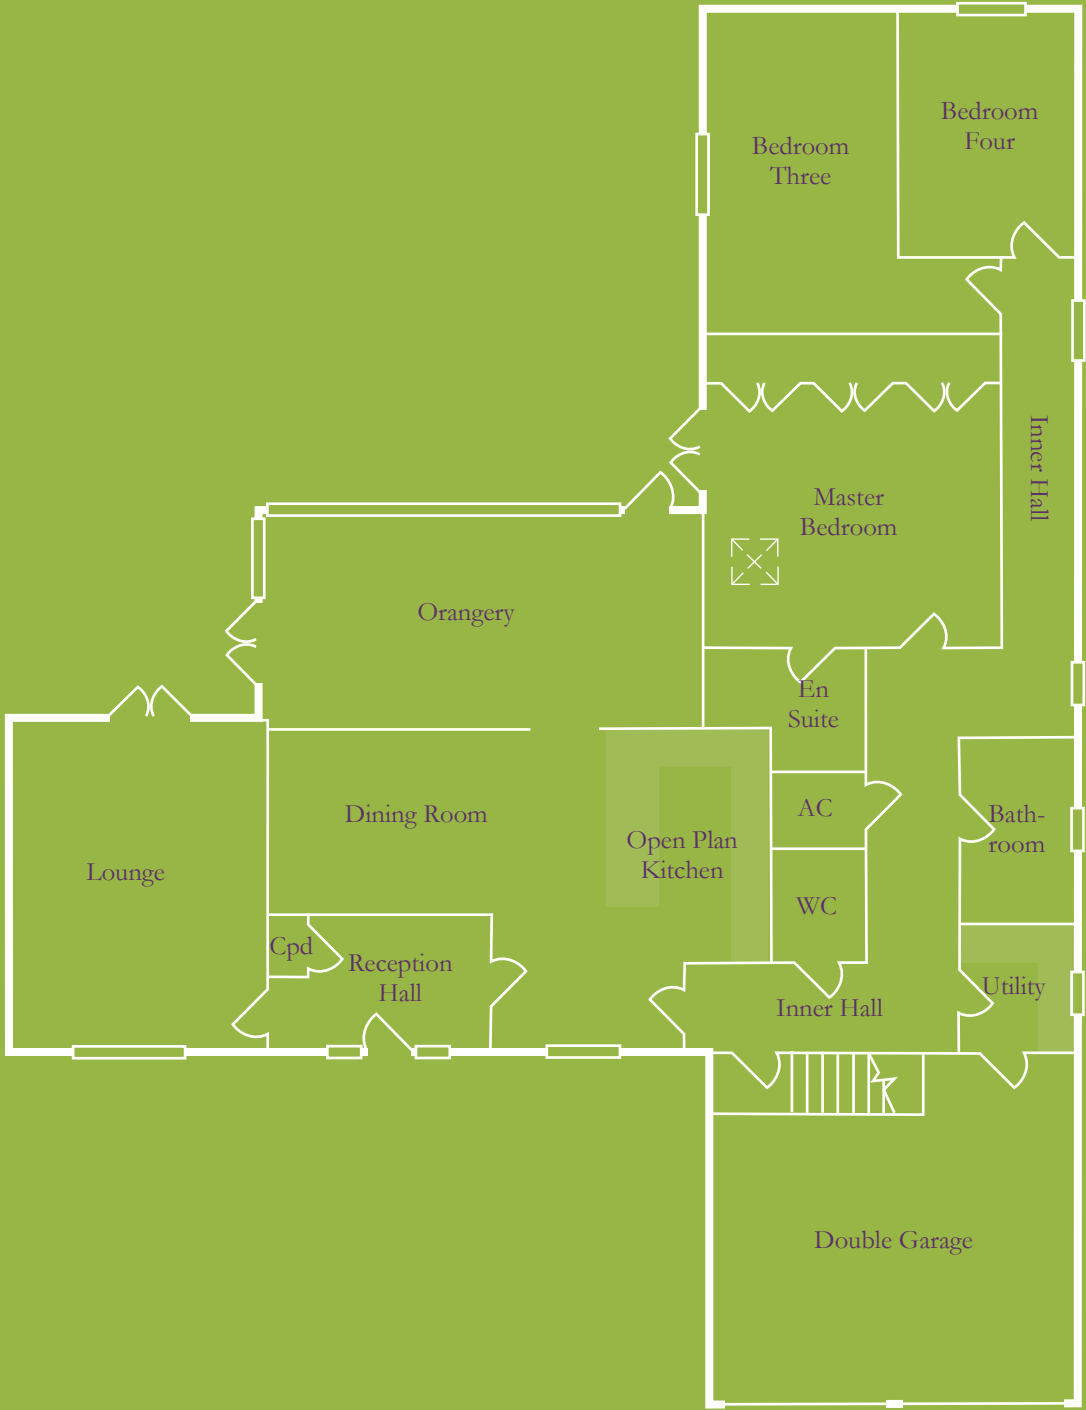 Bedroom
Four
Bedroom
Three
Inner Hall
Master
Bedroom
Orangery
En
Suite
AC
Dining Room
Bath-
room
Open Plan
Kitchen
Lounge
WC
Cpd
Reception
Hall
Utility
Inner Hall
Double Garage